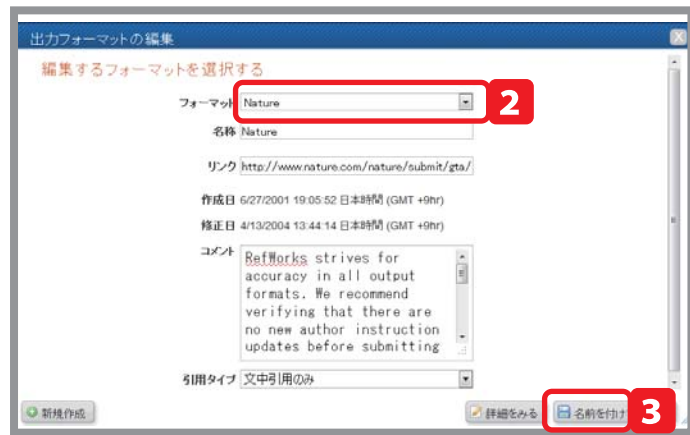 出力フォーマットの編集
編集するフォーマットを選択する
フォーマット Nature 2
名称 Nature
リンク http://www.nature.com/nature/submit/gta/
作成日 6/27/2001 19:05:52 日本時間 (GMT +9hr)
修正日 4/13/2004 13:44:14 日本時間 (GMT +9hr)
コメント RefWorks strives for
accuracy in all output
formats. We recommend
verifying that there are
no new author instruction
updates before submitting
引用タイプ 文中引用のみ
新規作成 詳細をみる 名前を付け 3